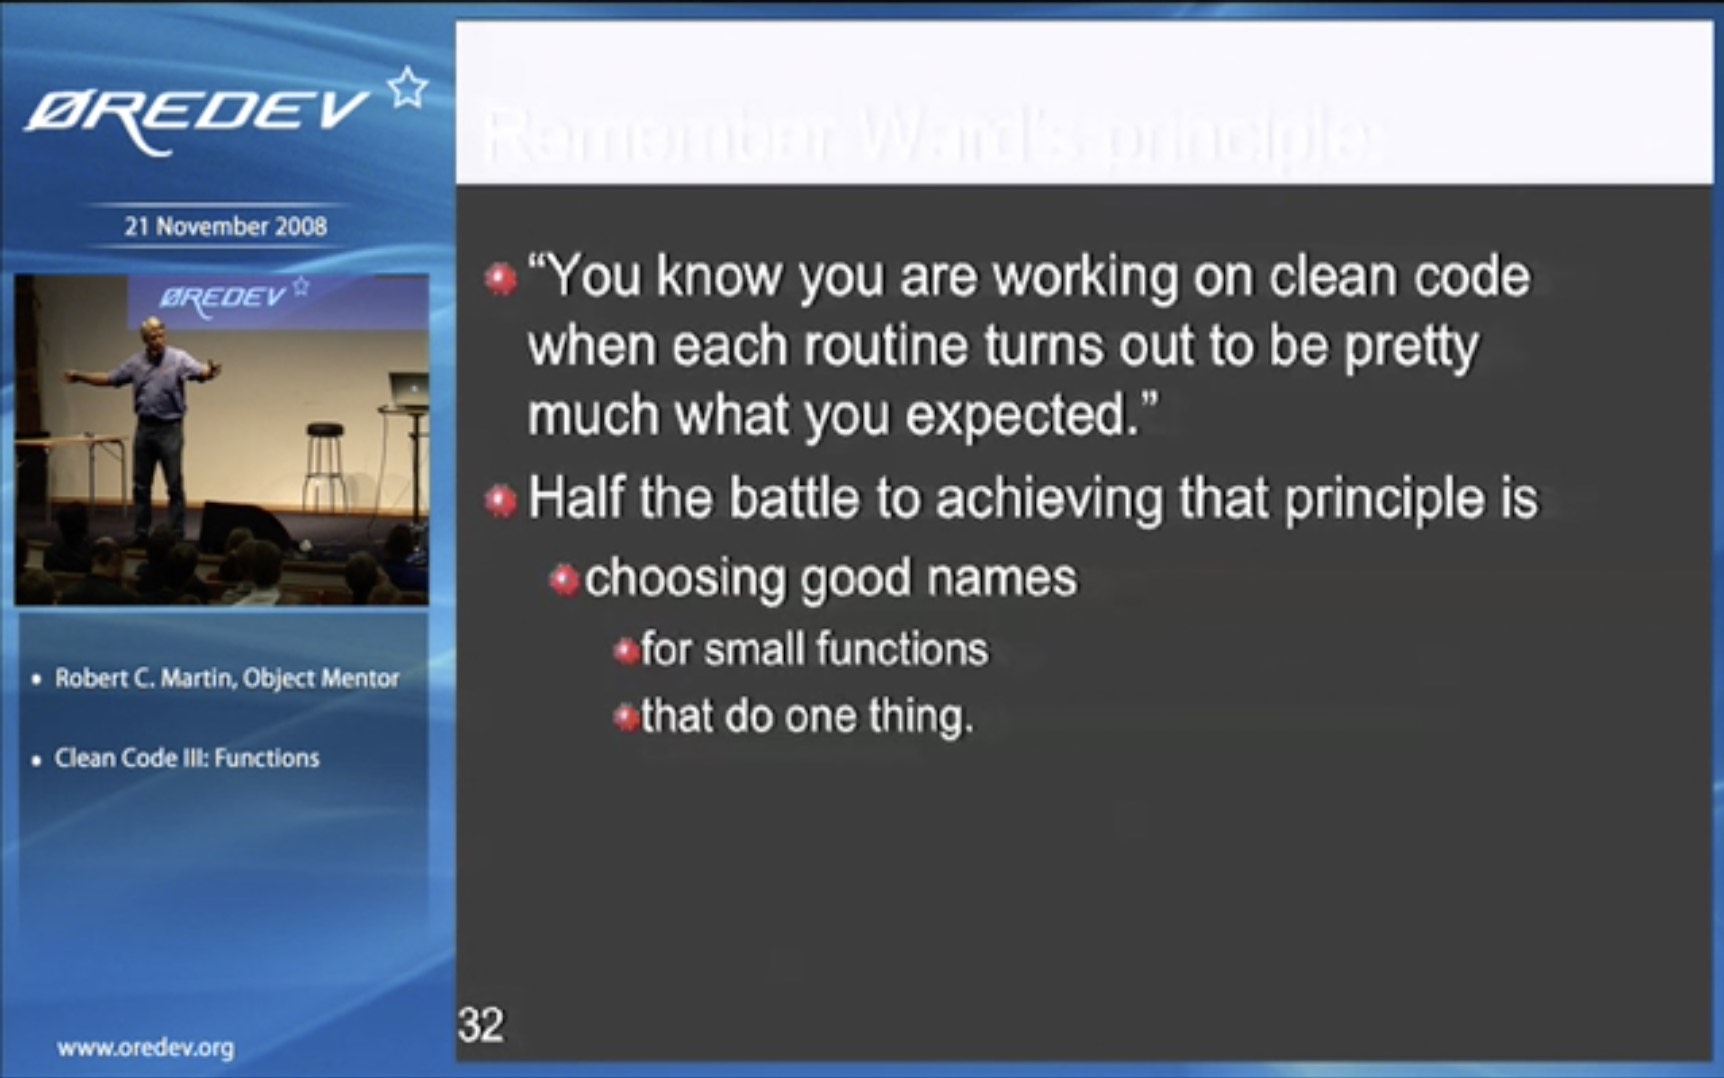 ØREDEV
21 November 2008
ØREDEV
• Robert C. Martin, Object Mentor
• Clean Code III: Functions
www.oredev.org
Remember Ward's principle:
“You know you are working on clean code
when each routine turns out to be pretty
much what you expected.”
Half the battle to achieving that principle is
choosing good names
for small functions
that do one thing.
32